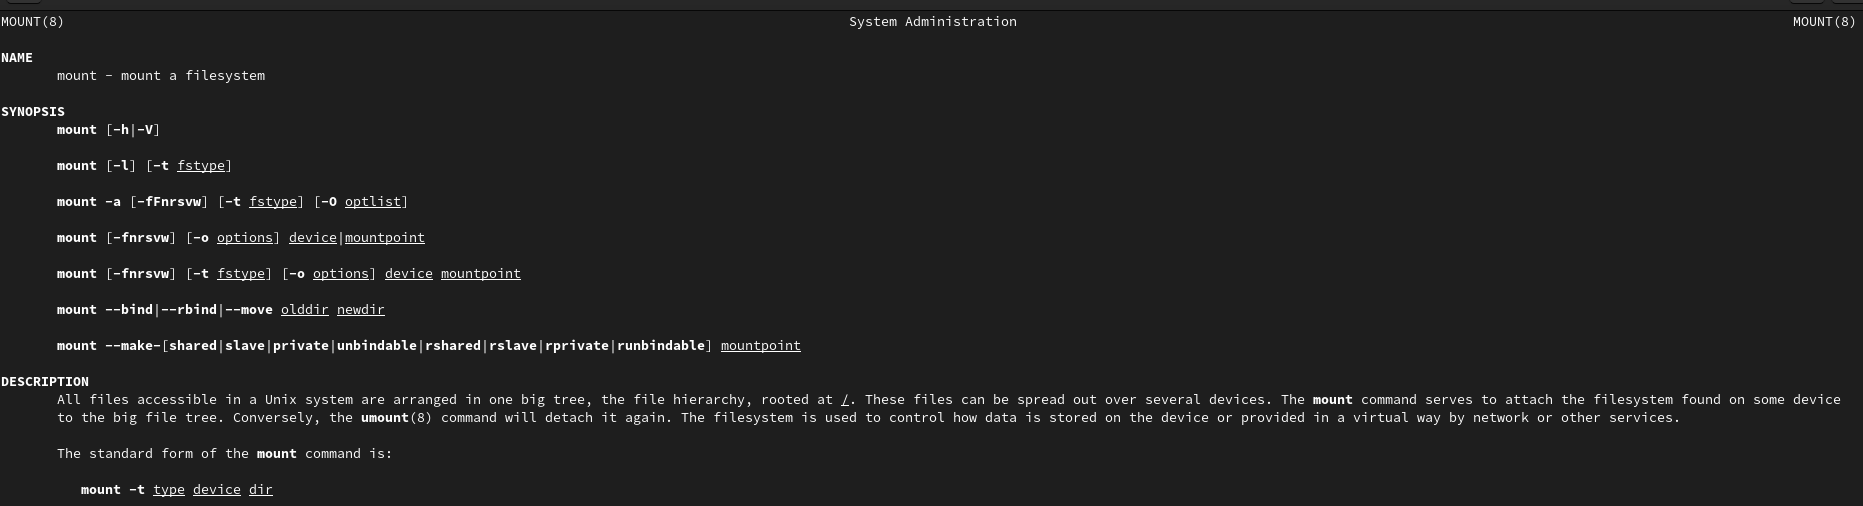 MOUNT(8) System Administration MOUNT(8)
NAME
mount - mount a filesystem
SYNOPSIS
mount [-h|-V]
mount [-l] [-t fstype]
mount -a [-fFnrsvw] [-t fstype] [-O optlist]
mount [-fnrsvw] [-o options] device|mountpoint
mount [-fnrsvw] [-t fstype] [-o options] device mountpoint
mount --bind|--rbind|--move olddir newdir
mount --make-[shared|slave|private|unbindable|rshared|rslave|rprivate|runbindable] mountpoint
DESCRIPTION
All files accessible in a Unix system are arranged in one big tree, the file hierarchy, rooted at /. These files can be spread out over several devices. The mount command serves to attach the filesystem found on some device
to the big file tree. Conversely, the umount(8) command will detach it again. The filesystem is used to control how data is stored on the device or provided in a virtual way by network or other services.
The standard form of the mount command is:
mount -t type device dir